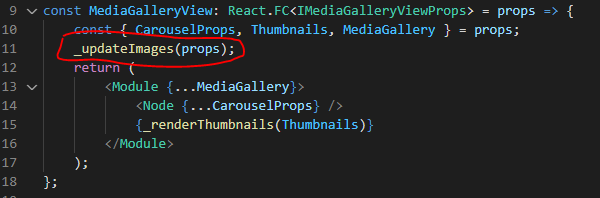 9 const MediaGalleryView: React.FC<IMediaGalleryViewProps> = props => {
10 const { CarouselProps, Thumbnails, MediaGallery } = props;
11 _updateImages(props);
12 return (
13 <Module {...MediaGallery}>
14 <Node {...CarouselProps} />
15 {_renderThumbnails(Thumbnails)}
16 </Module>
17 );
18 };